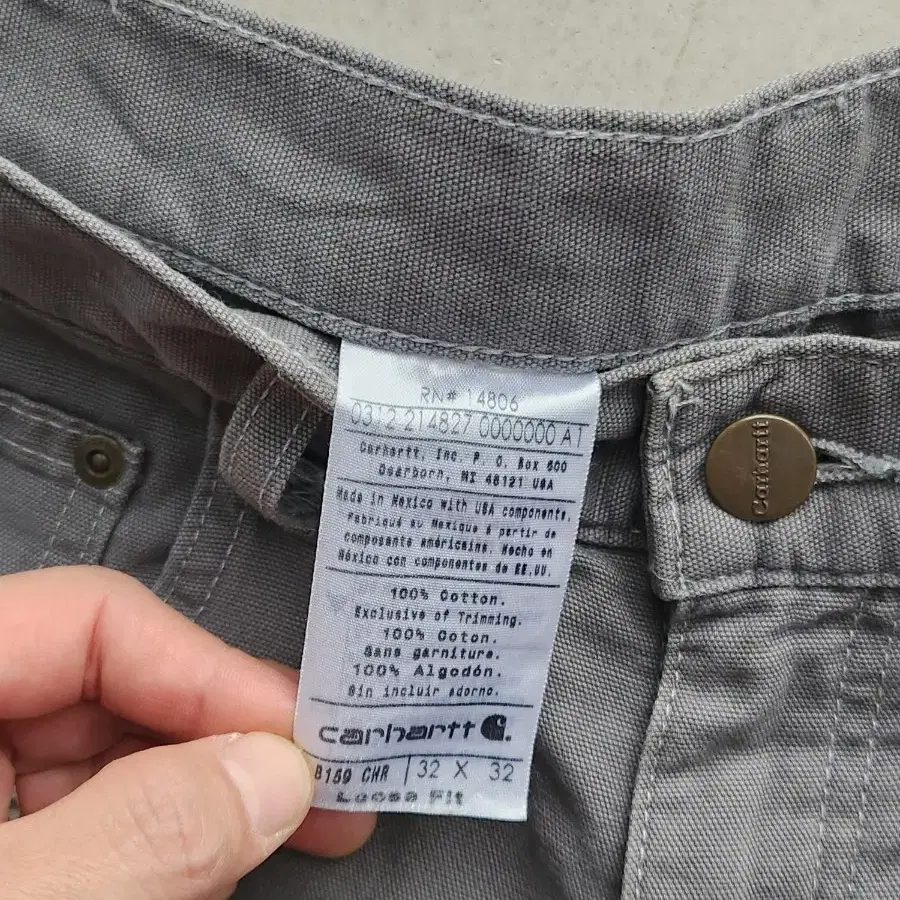 RN# 14806
0312 214827 0000000 A1
Carhartt, Inc. P. O. Box 600
Dearborn, MI 48121 USA
Made in Mexico with USA components.
Fabriqué au Mexique à partir de
composants américains. Hecho en
México con componentes de EE.UU.
100% Cotton.
Exclusive of Trimming.
100% Coton.
Sans garniture.
100% Algodón.
Sin incluir adorno.
carhartt
B159 CHR 32 X 32
Loose Fit
Carhartt